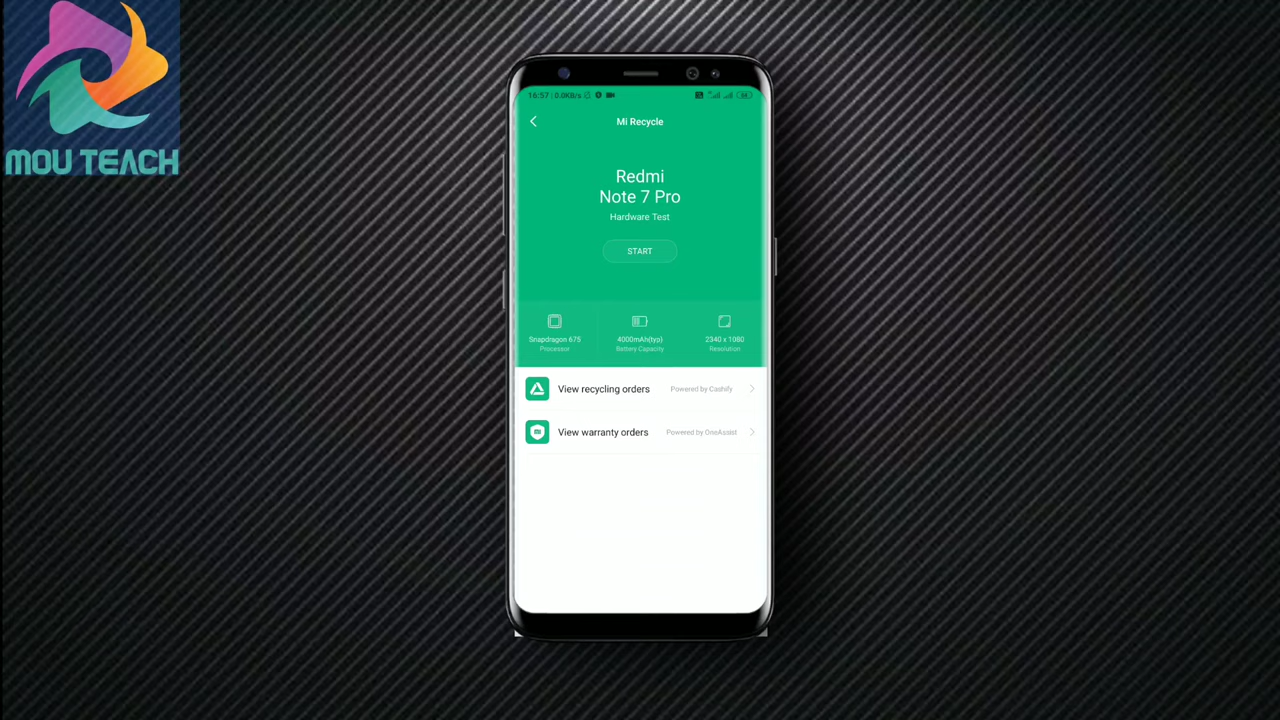 MOU TEACH
16:57 | 0.0KB/s
Mi Recycle
Redmi
Note 7 Pro
Hardware Test
START
Snapdragon 675
Processor
4000mAh(typ)
Battery Capacity
2340 x 1080
Resolution
View recycling orders
Powered by Cashify
View warranty orders
Powered by OneAssist